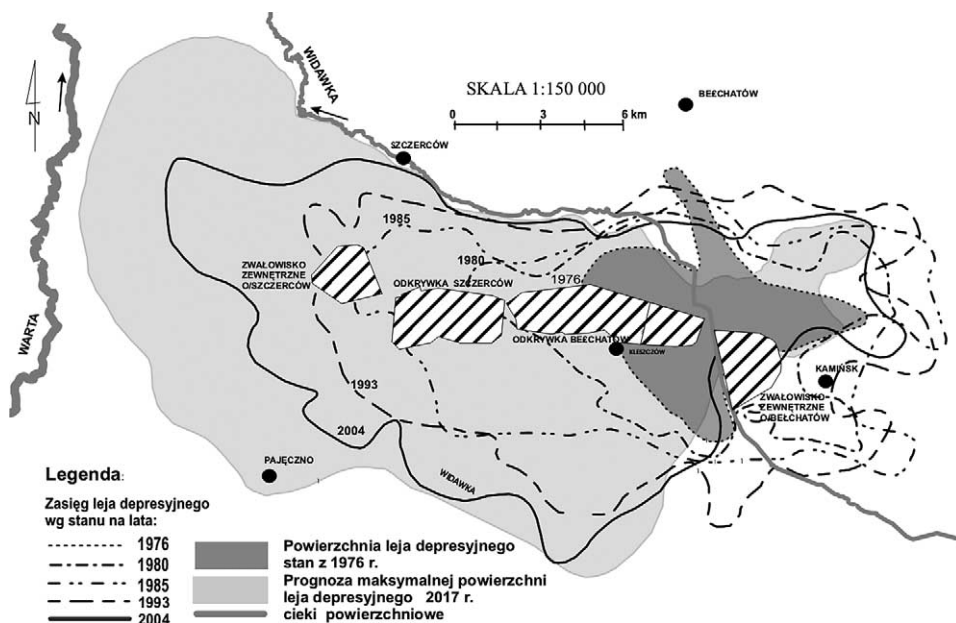 WIDAWKA
N
SKALA 1:150 000
0 3 6 km
BEŁCHATÓW
SZCZERCÓW
1985
1980
1976
ZWAŁOWISKO
ZEWNĘTRZNE
O/SZCZERCÓW
ODKRYWKA SZCZERCÓW
ODKRYWKA BEŁCHATÓW
KLESZCZÓW
WARTA
KAMIŃSK
ZWAŁOWISKO
ZEWNĘTRZNE
O/BEŁCHATÓW
1993
2004
PAJĘCZNO
WIDAWKA
Legenda:
Zasięg leja depresyjnego
wg stanu na lata:
1976
1980
1985
1993
2004
Powierzchnia leja depresyjnego
stan z 1976 r.
Prognoza maksymalnej powierzchni
leja depresyjnego 2017 r.
cieki powierzchniowe